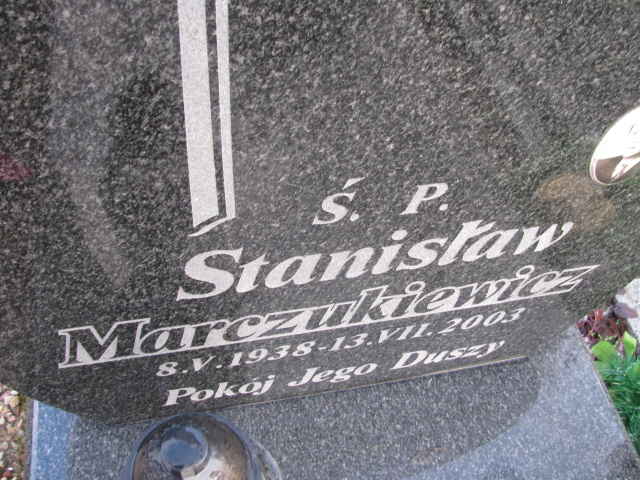 Ś. P.
Stanisław
Marczukiewicz
8.V.1938-13.VII.2003
Pokój Jego Duszy